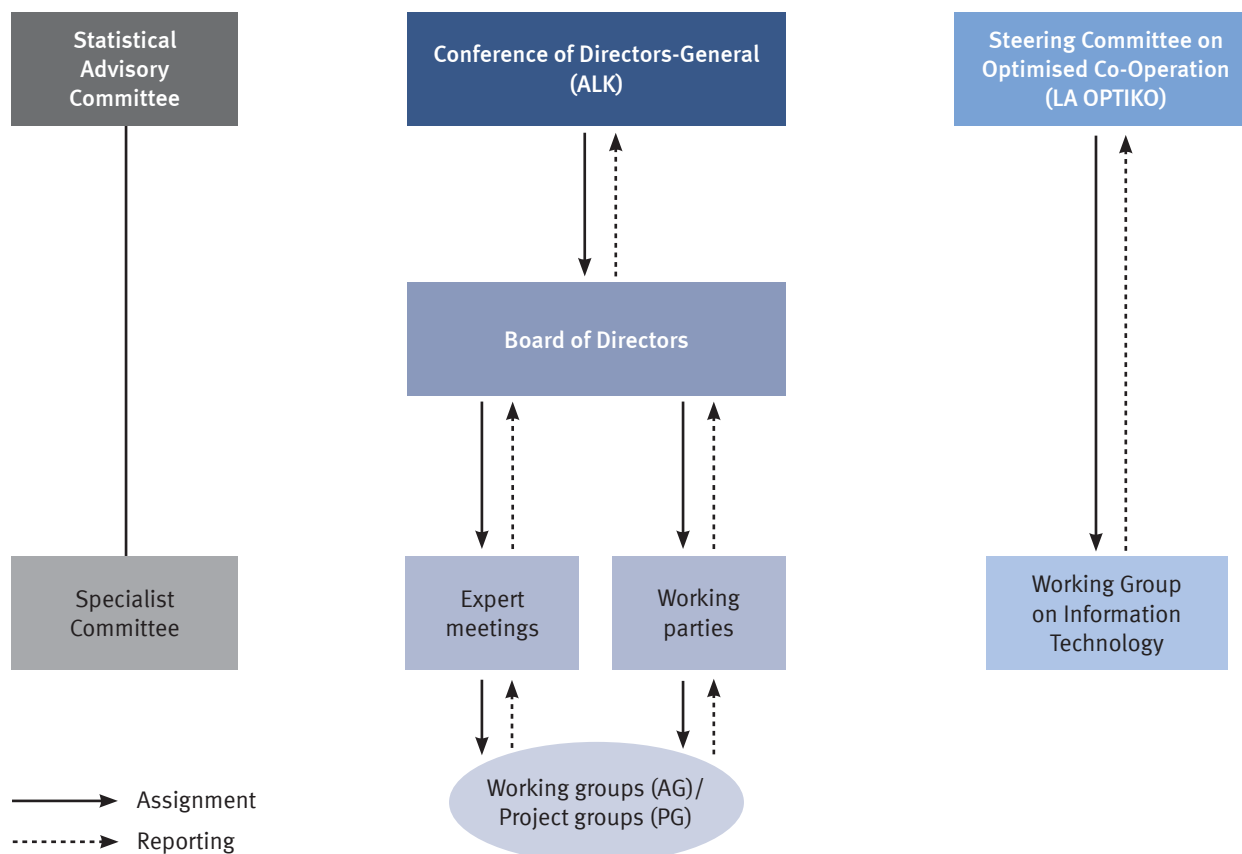 Statistical
Advisory
Committee
Conference of Directors-General
(ALK)
Steering Committee on
Optimised Co-Operation
(LA OPTIKO)
Board of Directors
Specialist
Committee
Expert
meetings
Working
parties
Working Group
on Information
Technology
Working groups (AG)/
Project groups (PG)
Assignment
Reporting